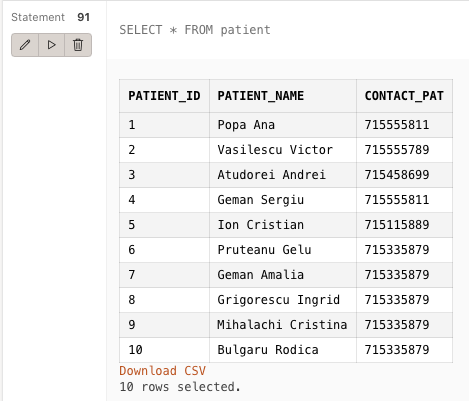 Statement 91
SELECT * FROM patient
PATIENT_ID PATIENT_NAME CONTACT_PAT
1 Popa Ana 715555811
2 Vasilescu Victor 715555789
3 Atudorei Andrei 715458699
4 Geman Sergiu 715555811
5 Ion Cristian 715115889
6 Pruteanu Gelu 715335879
7 Geman Amalia 715335879
8 Grigorescu Ingrid 715335879
9 Mihalachi Cristina 715335879
10 Bulgaru Rodica 715335879
Download CSV
10 rows selected.